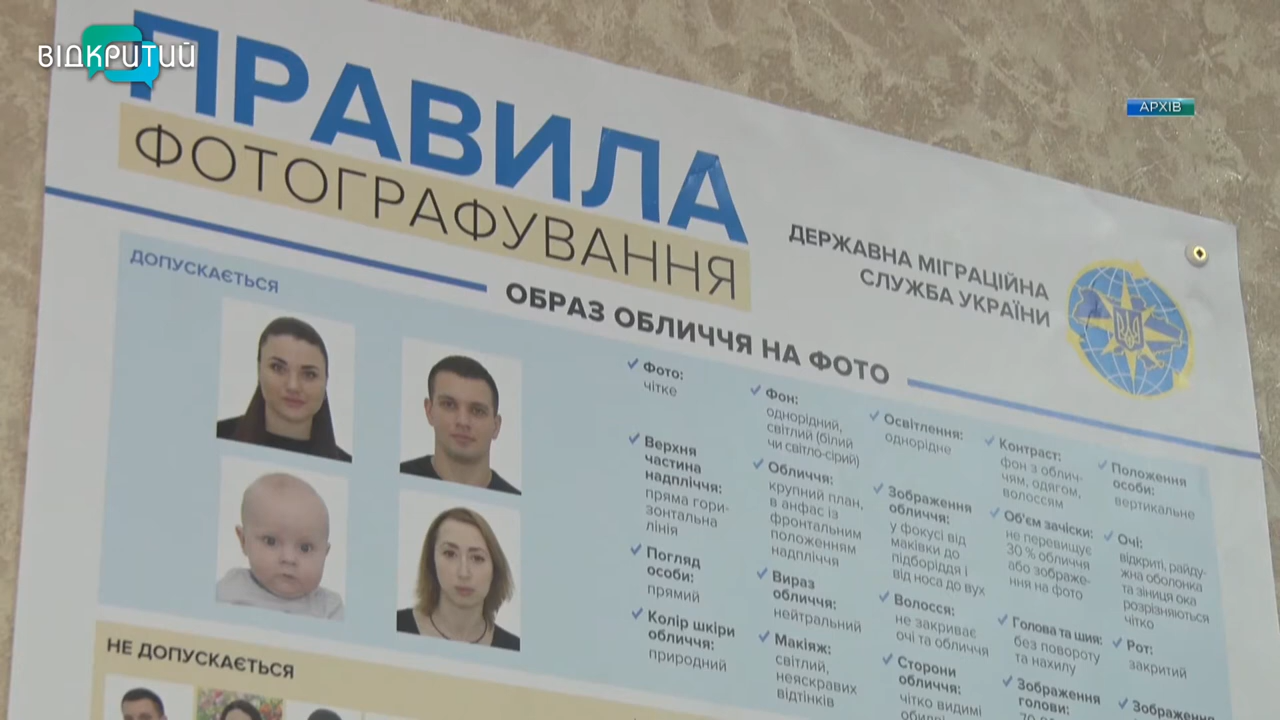 ВІДКРИТИЙ
АРХІВ
ПРАВИЛА
ФОТОГРАФУВАННЯ
ДЕРЖАВНА МІГРАЦІЙНА
СЛУЖБА УКРАЇНИ
ОБРАЗ ОБЛИЧЧЯ НА ФОТО
ДОПУСКАЄТЬСЯ
Фото:
чітке
Верхня
частина
надпліччя:
пряма гори-
зонтальна
лінія
Погляд
особи:
прямий
Колір шкіри
обличчя:
природний
Фон:
однорідний,
світлий (білий
чи світло-сірий)
Обличчя:
крупний план,
в анфас із
фронтальним
положенням
надпліччя
Вираз
обличчя:
нейтральний
Макіяж:
світлий,
неяскравих
відтінків
Освітлення:
однорідне
Зображення
обличчя:
у фокусі від
маківки до
підборіддя і
від носа до вух
Волосся:
не закриває
очі та обличчя
Сторони
обличчя:
чітко видимі
Контраст:
фон з облич-
чям, одягом,
волоссям
Об'єм зачіски:
не перевищує
30 % обличчя
або зображе-
ння на фото
Голова та шия:
без повороту
та нахилу
Зображення
голови:
Положення
особи:
вертикальне
Очі:
відкриті, райду-
жна оболонка
та зіниця ока
розрізняються
чітко
Рот:
закритий
Зображення
НЕ ДОПУСКАЄТЬСЯ